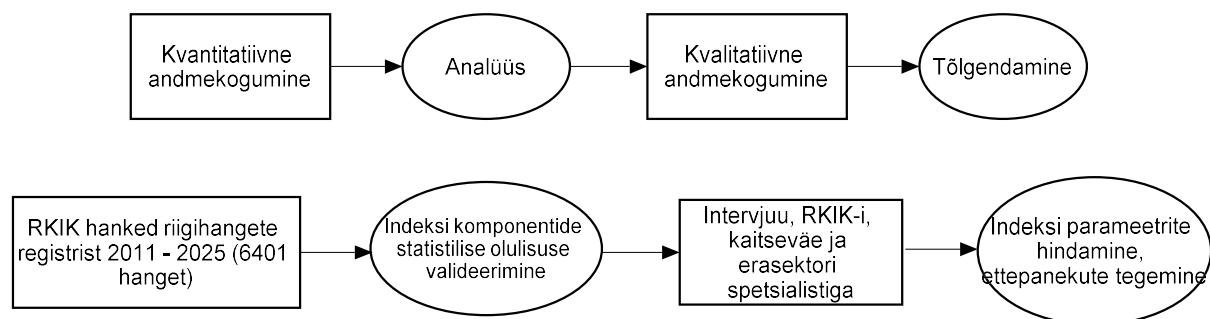 Kvantitatiivne
andmekogumine
Analüüs
Kvalitatiivne
andmekogumine
Tõlgendamine
RKIK hanked riigihangete
registrist 2011 - 2025 (6401
hanget)
Indeksi komponentide
statistilise olulisuse
valideerimine
Intervjuu, RKIK-i,
kaitseväe ja
erasektori
spetsialistiga
Indeksi parameetrite
hindamine,
ettepanekute tegemine